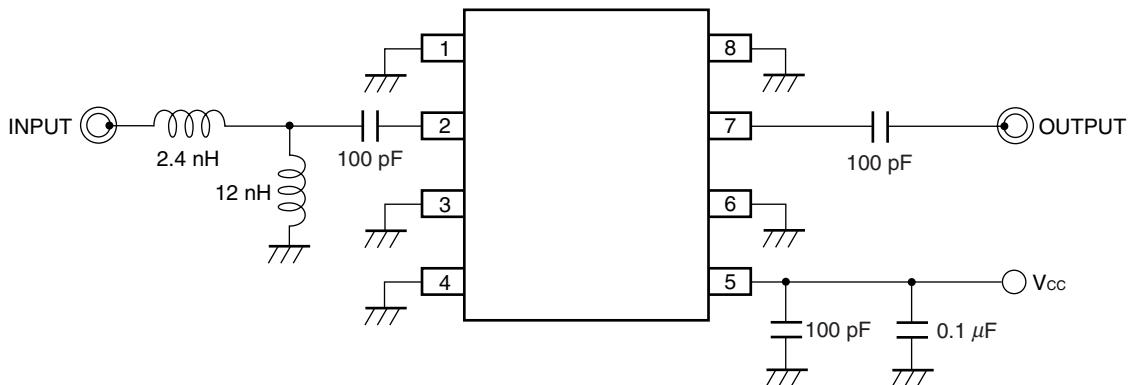 1
8
INPUT
2.4 nH
100 pF
2
7
100 pF
OUTPUT
12 nH
3
6
4
5
Vcc
100 pF
0.1 μF